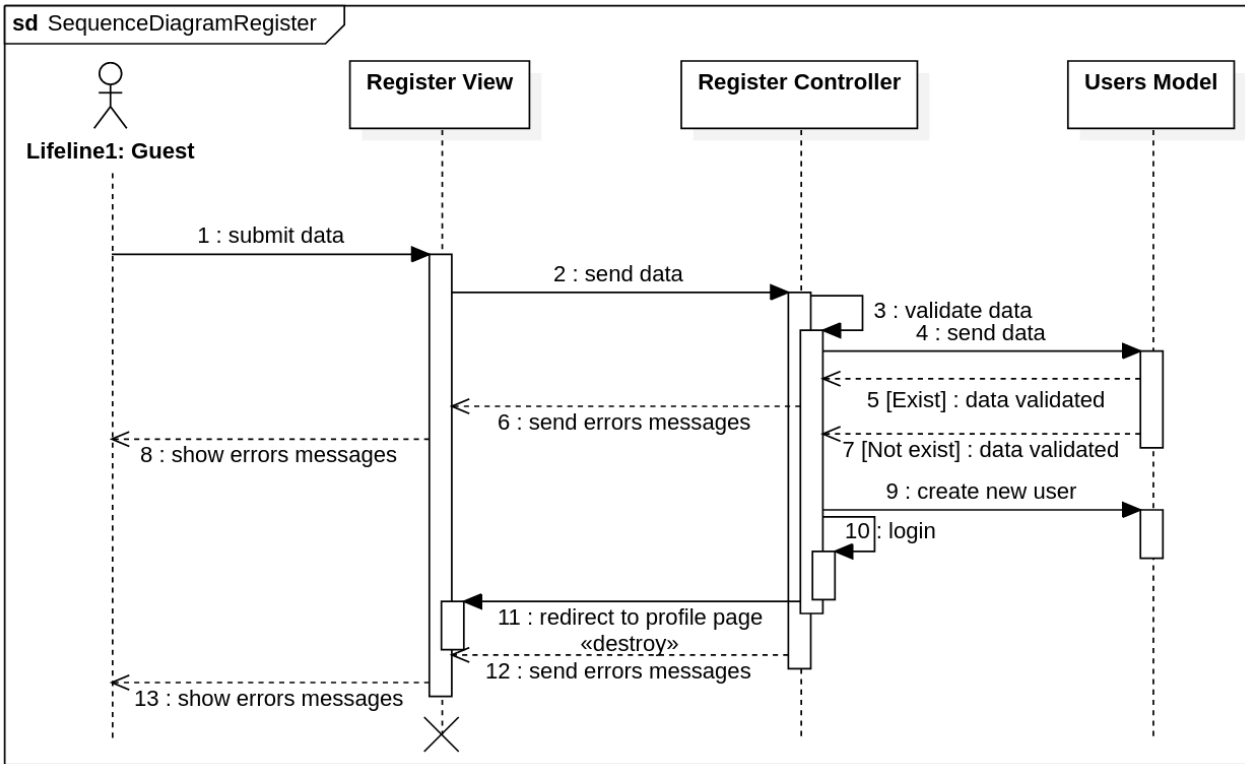 sd SequenceDiagramRegister
Register View
Register Controller
Users Model
Lifeline1: Guest
1 : submit data
2 : send data
3 : validate data
4 : send data
5 [Exist] : data validated
6 : send errors messages
7 [Not exist] : data validated
8 : show errors messages
9 : create new user
10 : login
11 : redirect to profile page
«destroy»
12 : send errors messages
13 : show errors messages